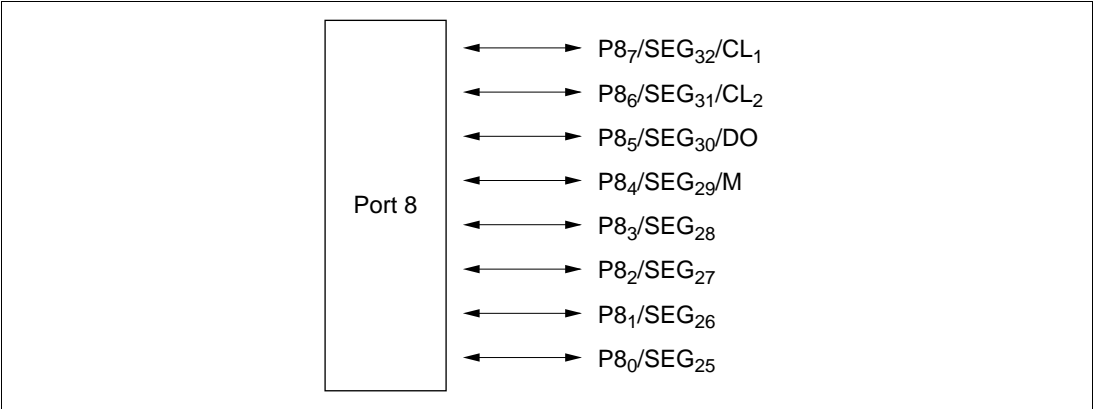 P8₇/SEG₃₂/CL₁
P8₆/SEG₃₁/CL₂
P8₅/SEG₃₀/DO
P8₄/SEG₂₉/M
Port 8
P8₃/SEG₂₈
P8₂/SEG₂₇
P8₁/SEG₂₆
P8₀/SEG₂₅